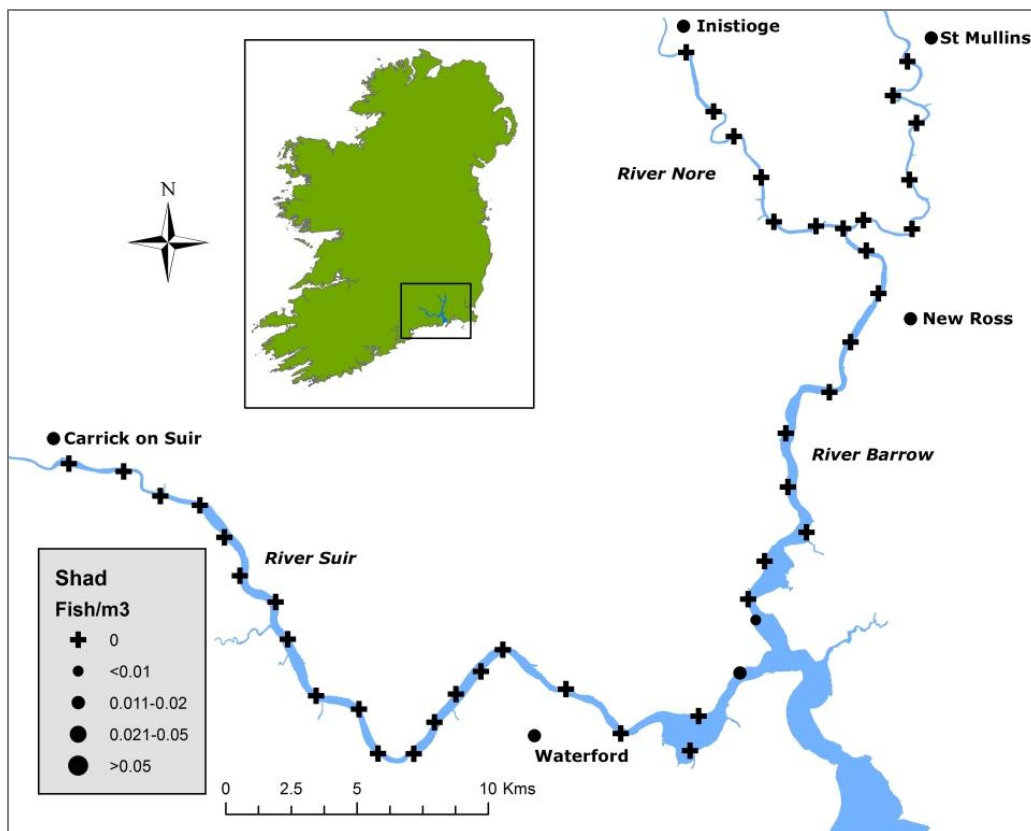 Inistioge
St Mullins
River Nore
N
New Ross
Carrick on Suir
River Barrow
River Suir
Shad
Fish/m3
0
<0.01
0.011-0.02
0.021-0.05
>0.05
Waterford
0 2.5 5 10 Kms